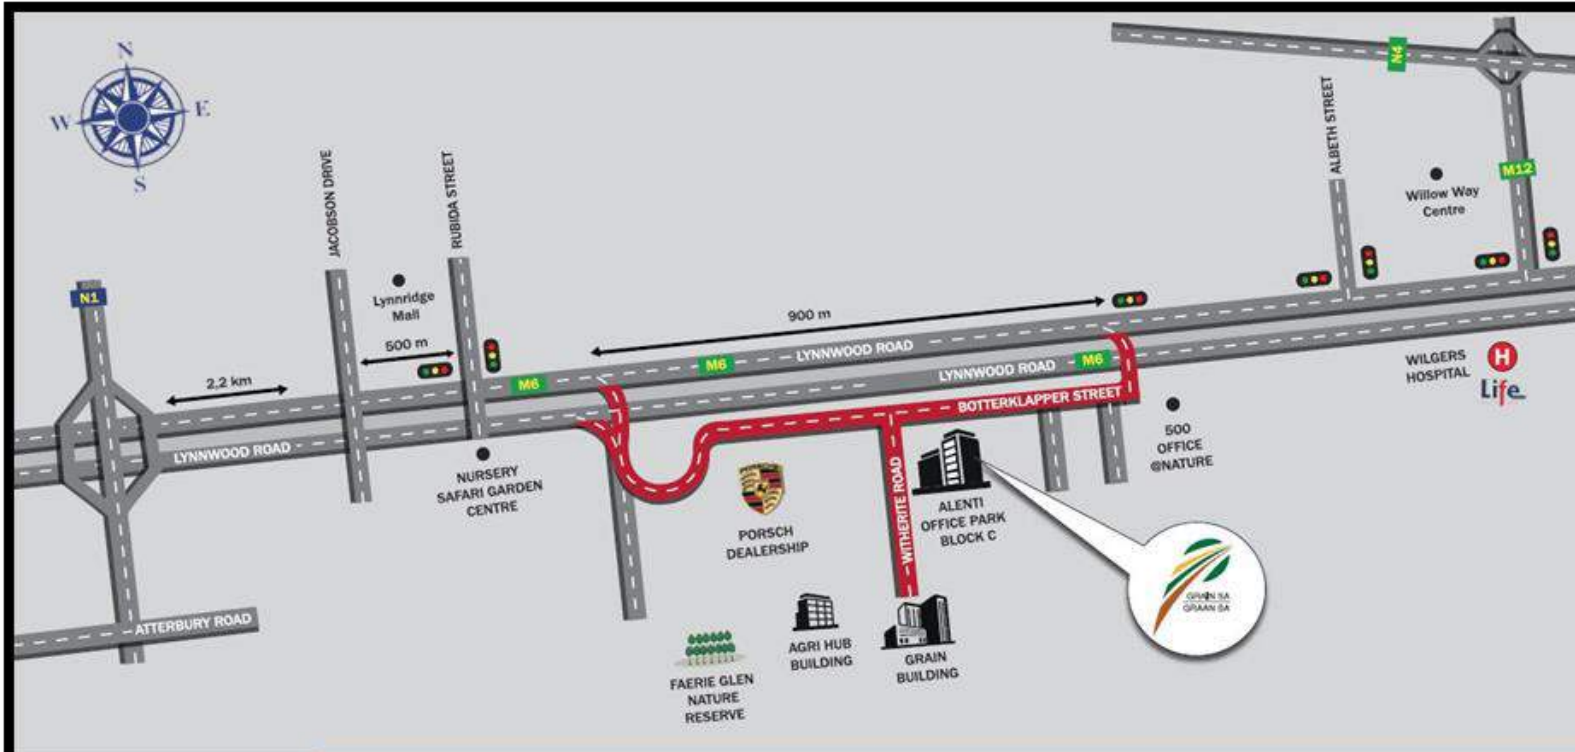 N
W
E
S
N4
M12
N1
JACOBSON DRIVE
RUBIDA STREET
ALBETH STREET
Willow Way
Centre
Lynnridge
Mall
2,2 km
500 m
900 m
M6
M6
LYNNWOOD ROAD
LYNNWOOD ROAD
M6
LYNNWOOD ROAD
BOTTERKLAPPER STREET
WITHERITE ROAD
ATTERBURY ROAD
NURSERY
SAFARI GARDEN
CENTRE
PORSCHE
PORSCH
DEALERSHIP
ALENTI
OFFICE PARK
BLOCK C
500
OFFICE
@NATURE
WILGERS
HOSPITAL
H
Life
GRAIN SA
GRAAN SA
AGRI HUB
BUILDING
GRAIN
BUILDING
FAERIE GLEN
NATURE
RESERVE